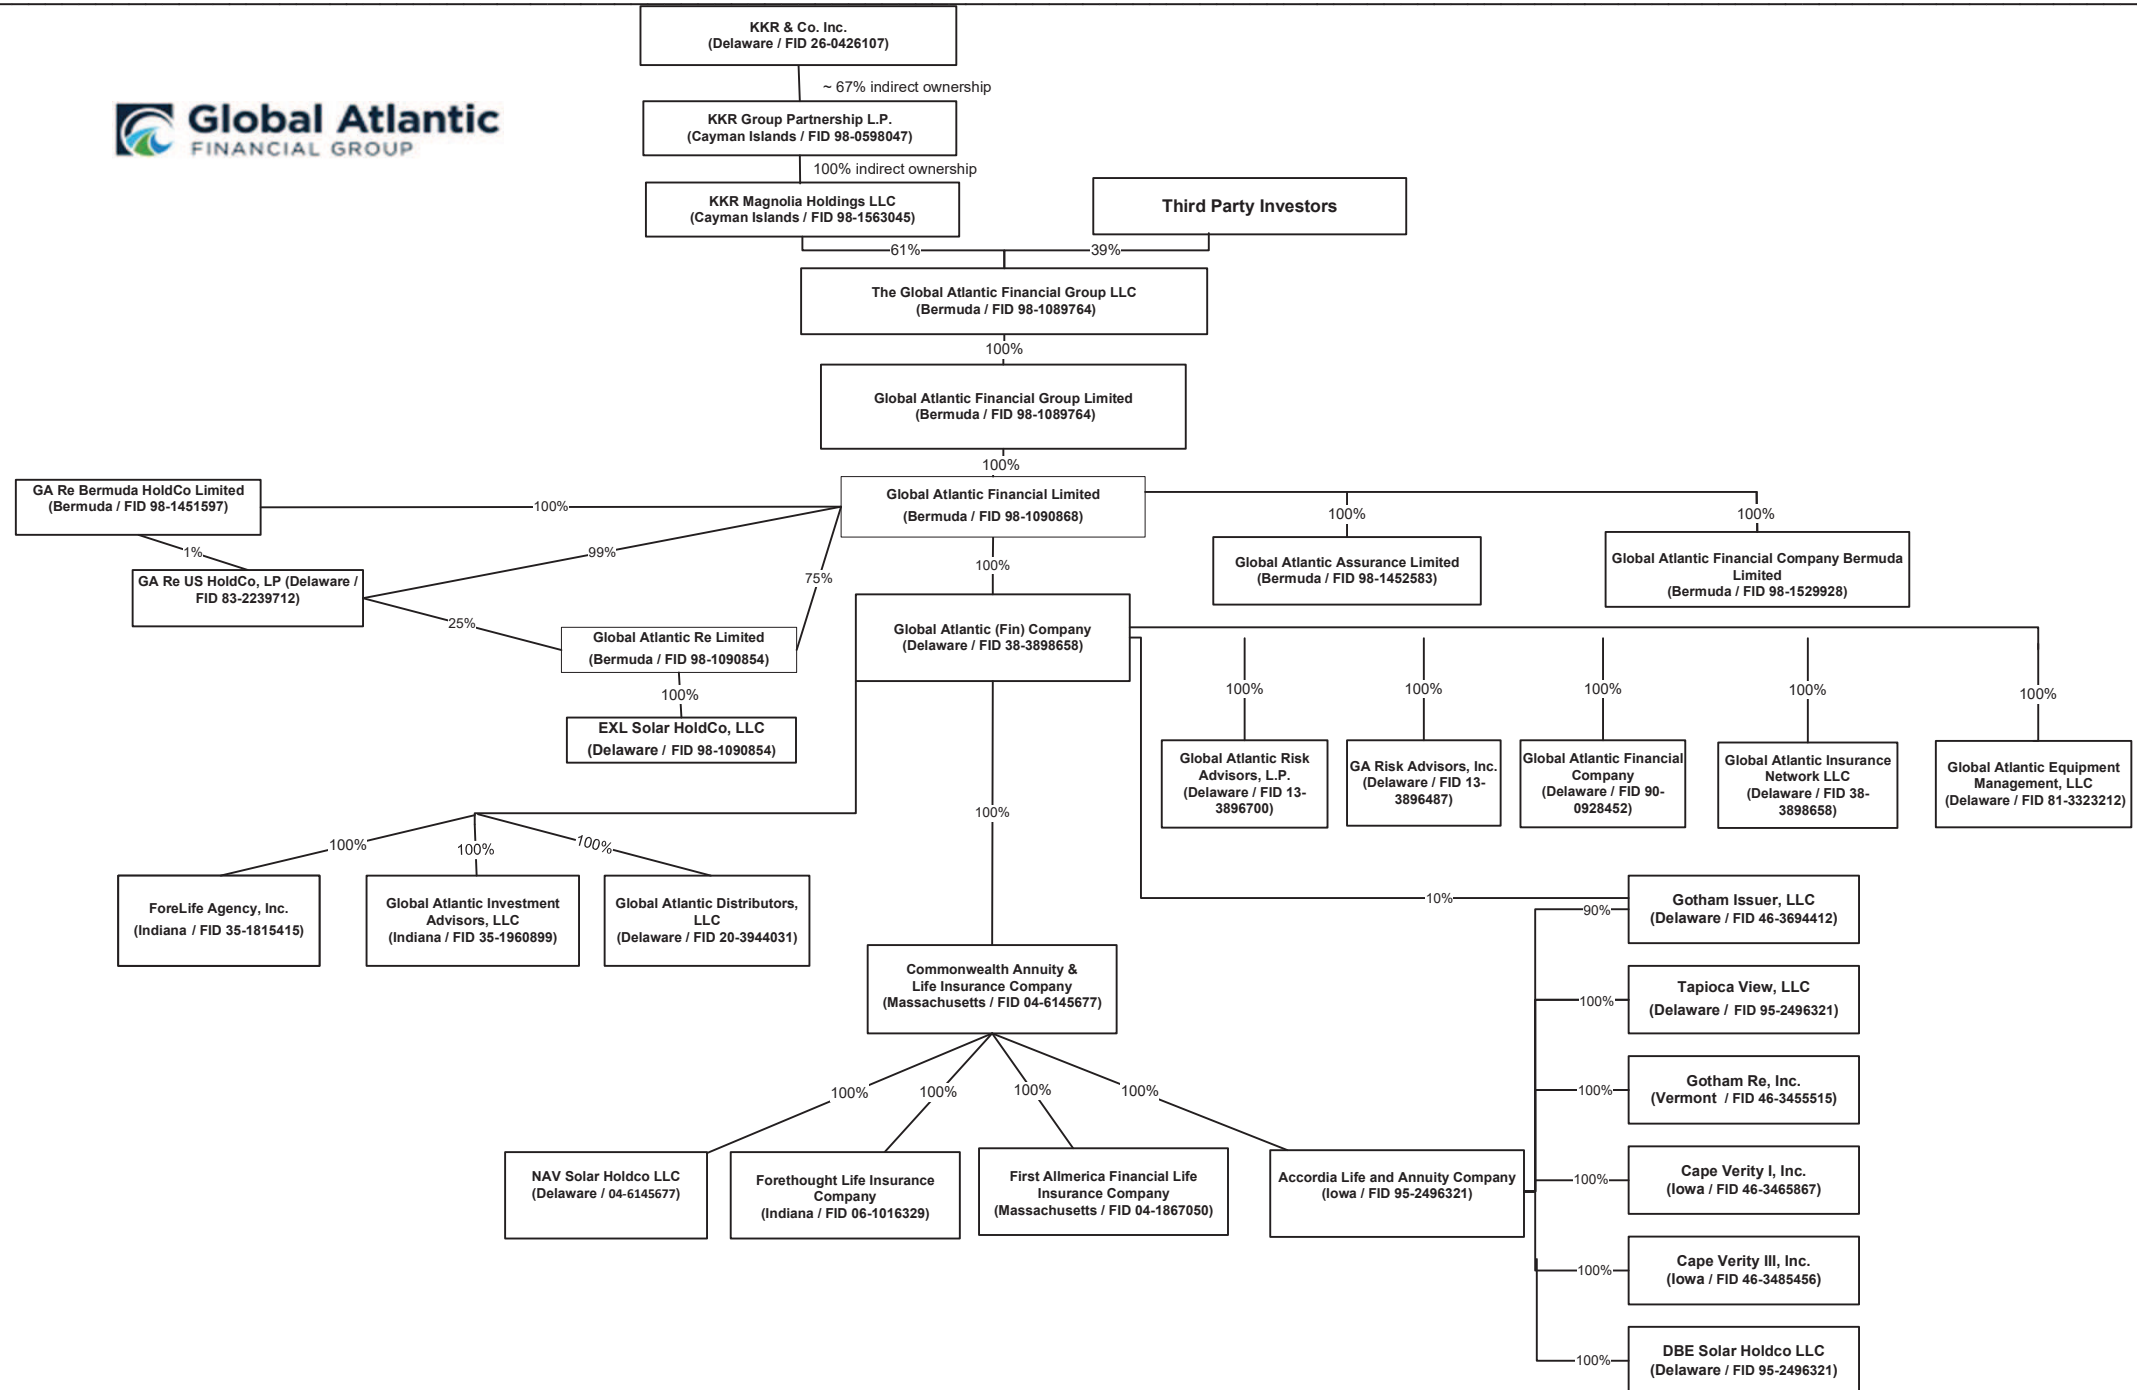 KKR & Co. Inc.
(Delaware / FID 26-0426107)
~ 67% indirect ownership
Global Atlantic
FINANCIAL GROUP
KKR Group Partnership L.P.
(Cayman Islands / FID 98-0598047)
100% indirect ownership
KKR Magnolia Holdings LLC
(Cayman Islands / FID 98-1563045)
Third Party Investors
61%
39%
The Global Atlantic Financial Group LLC
(Bermuda / FID 98-1089764)
100%
Global Atlantic Financial Group Limited
(Bermuda / FID 98-1089764)
100%
GA Re Bermuda HoldCo Limited
(Bermuda / FID 98-1451597)
100%
Global Atlantic Financial Limited
(Bermuda / FID 98-1090868)
100%
100%
1%
99%
GA Re US HoldCo, LP (Delaware /
FID 83-2239712)
75%
100%
Global Atlantic Assurance Limited
(Bermuda / FID 98-1452583)
Global Atlantic Financial Company Bermuda
Limited
(Bermuda / FID 98-1529928)
25%
Global Atlantic Re Limited
(Bermuda / FID 98-1090854)
Global Atlantic (Fin) Company
(Delaware / FID 38-3898658)
100%
EXL Solar HoldCo, LLC
(Delaware / FID 98-1090854)
100%
100%
100%
100%
100%
Global Atlantic Risk
Advisors, L.P.
(Delaware / FID 13-
3896700)
GA Risk Advisors, Inc.
(Delaware / FID 13-
3896487)
Global Atlantic Financial
Company
(Delaware / FID 90-
0928452)
Global Atlantic Insurance
Network LLC
(Delaware / FID 38-
3898658)
Global Atlantic Equipment
Management, LLC
(Delaware / FID 81-3323212)
100%
100%
100%
100%
ForeLife Agency, Inc.
(Indiana / FID 35-1815415)
Global Atlantic Investment
Advisors, LLC
(Indiana / FID 35-1960899)
Global Atlantic Distributors,
LLC
(Delaware / FID 20-3944031)
10%
90%
Gotham Issuer, LLC
(Delaware / FID 46-3694412)
Commonwealth Annuity &
Life Insurance Company
(Massachusetts / FID 04-6145677)
100%
Tapioca View, LLC
(Delaware / FID 95-2496321)
100%
100%
100%
100%
100%
Gotham Re, Inc.
(Vermont / FID 46-3455515)
NAV Solar Holdco LLC
(Delaware / 04-6145677)
Forethought Life Insurance
Company
(Indiana / FID 06-1016329)
First Allmerica Financial Life
Insurance Company
(Massachusetts / FID 04-1867050)
Accordia Life and Annuity Company
(Iowa / FID 95-2496321)
100%
Cape Verity I, Inc.
(Iowa / FID 46-3465867)
100%
Cape Verity III, Inc.
(Iowa / FID 46-3485456)
100%
DBE Solar Holdco LLC
(Delaware / FID 95-2496321)